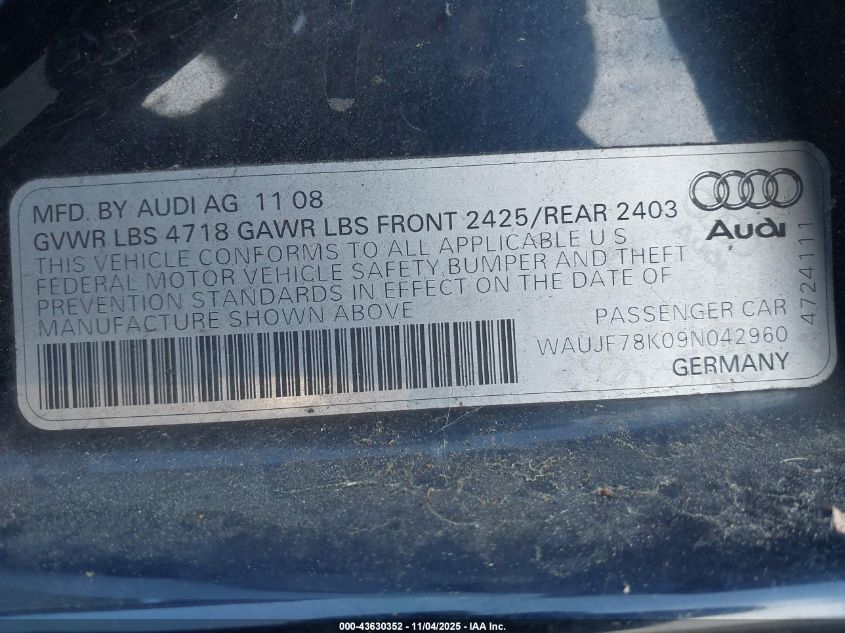 MFD. BY AUDI AG 11 08
GVWR LBS 4718 GAWR LBS FRONT 2425/REAR 2403
THIS VEHICLE CONFORMS TO ALL APPLICABLE U S
FEDERAL MOTOR VEHICLE SAFETY, BUMPER AND THEFT
PREVENTION STANDARDS IN EFFECT ON THE DATE OF
MANUFACTURE SHOWN ABOVE
Audi
4724111
PASSENGER CAR
WAUJF78K09N042960
GERMANY
000-43630352 - 11/04/2025 - IAA Inc.